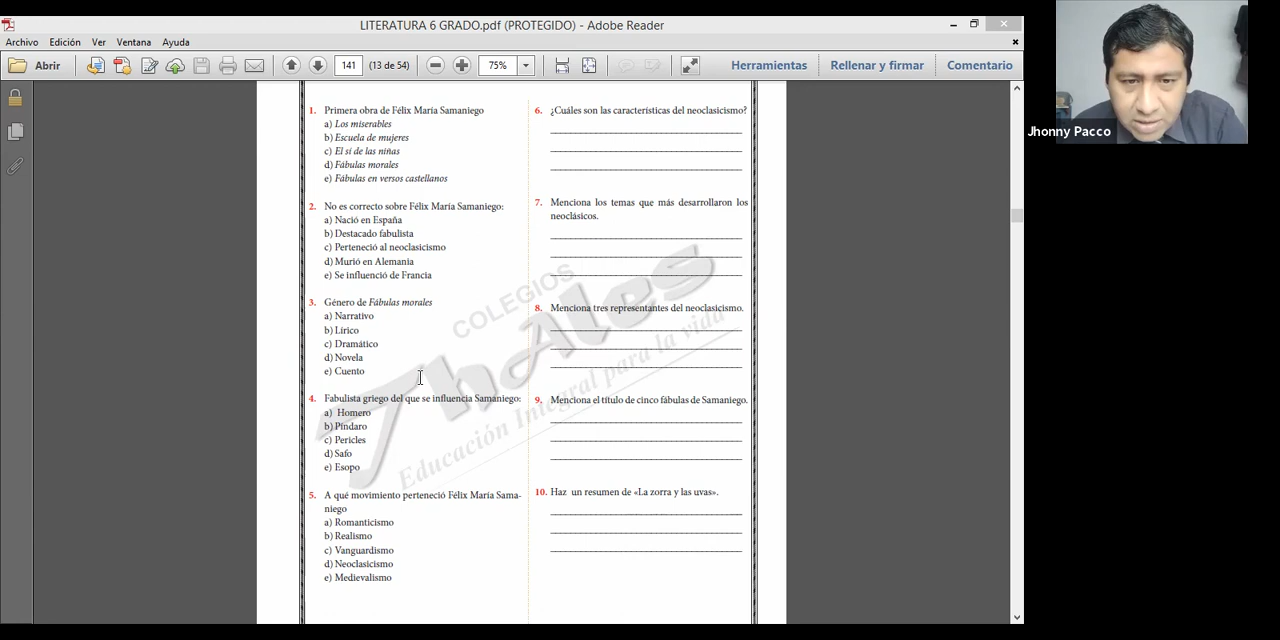 LITERATURA 6 GRADO.pdf (PROTEGIDO) - Adobe Reader
Archivo Edición Ver Ventana Ayuda
Abrir 141 (13 de 54) 75% Herramientas Rellenar y firmar Comentario
Jhonny Pacco
1. Primera obra de Félix María Samaniego
a) Los miserables
b) Escuela de mujeres
c) El sí de las niñas
d) Fábulas morales
e) Fábulas en versos castellanos
2. No es correcto sobre Félix María Samaniego:
a) Nació en España
b) Destacado fabulista
c) Perteneció al neoclasicismo
d) Murió en Alemania
e) Se influenció de Francia
3. Género de Fábulas morales
a) Narrativo
b) Lírico
c) Dramático
d) Novela
e) Cuento
4. Fabulista griego del que se influencia Samaniego:
a) Homero
b) Píndaro
c) Pericles
d) Safo
e) Esopo
5. A qué movimiento perteneció Félix María Sama-
niego
a) Romanticismo
b) Realismo
c) Vanguardismo
d) Neoclasicismo
e) Medievalismo
6. ¿Cuáles son las características del neoclasicismo?
7. Menciona los temas que más desarrollaron los
neoclásicos.
8. Menciona tres representantes del neoclasicismo.
9. Menciona el título de cinco fábulas de Samaniego.
10. Haz un resumen de «La zorra y las uvas».
COLEGIOS
Thales
Educación Integral para la vida